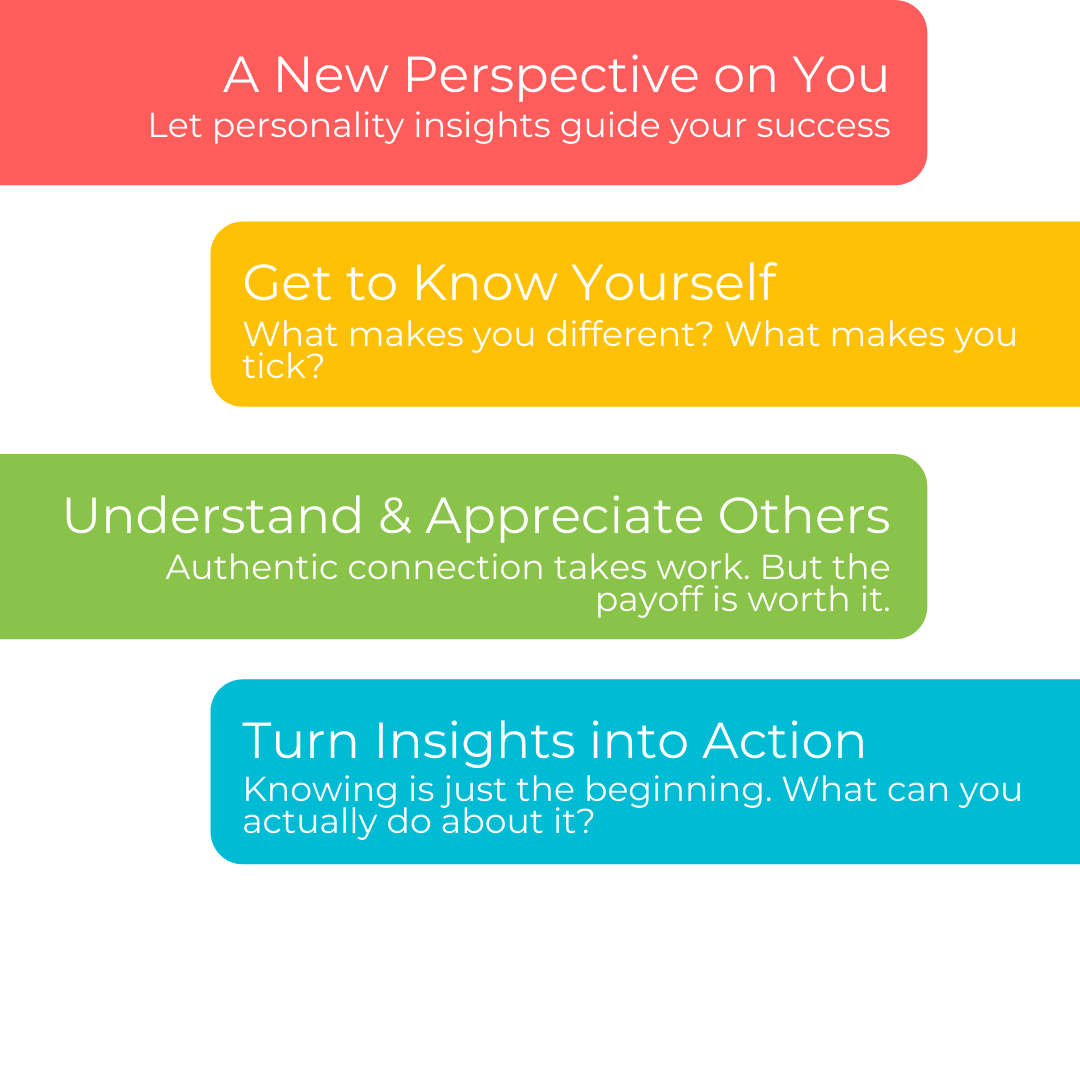 A New Perspective on You
Let personality insights guide your success
Get to Know Yourself
What makes you different? What makes you
tick?
Understand & Appreciate Others
Authentic connection takes work. But the
payoff is worth it.
Turn Insights into Action
Knowing is just the beginning. What can you
actually do about it?